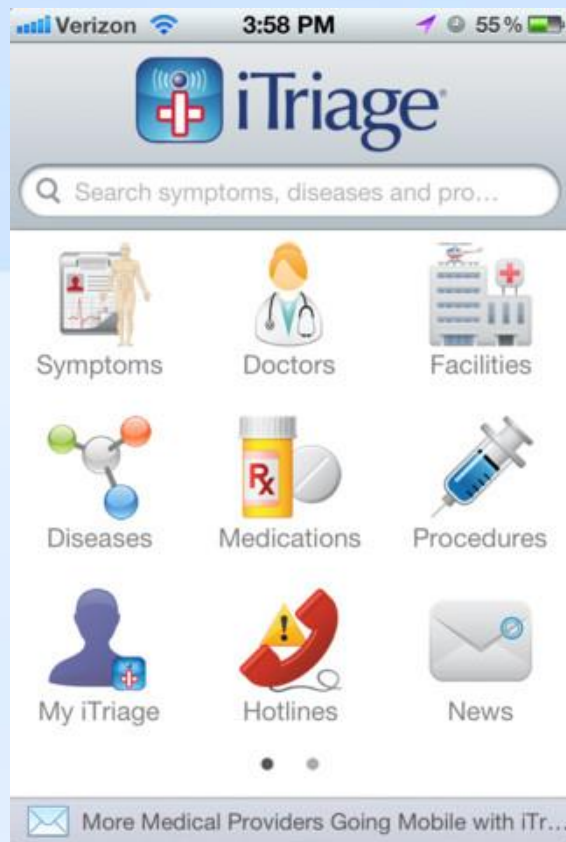 Verizon 3:58 PM 55%
iTriage
Search symptoms, diseases and pro...
Symptoms Doctors Facilities
Rx
Diseases Medications Procedures
My iTriage Hotlines News
More Medical Providers Going Mobile with iTr...